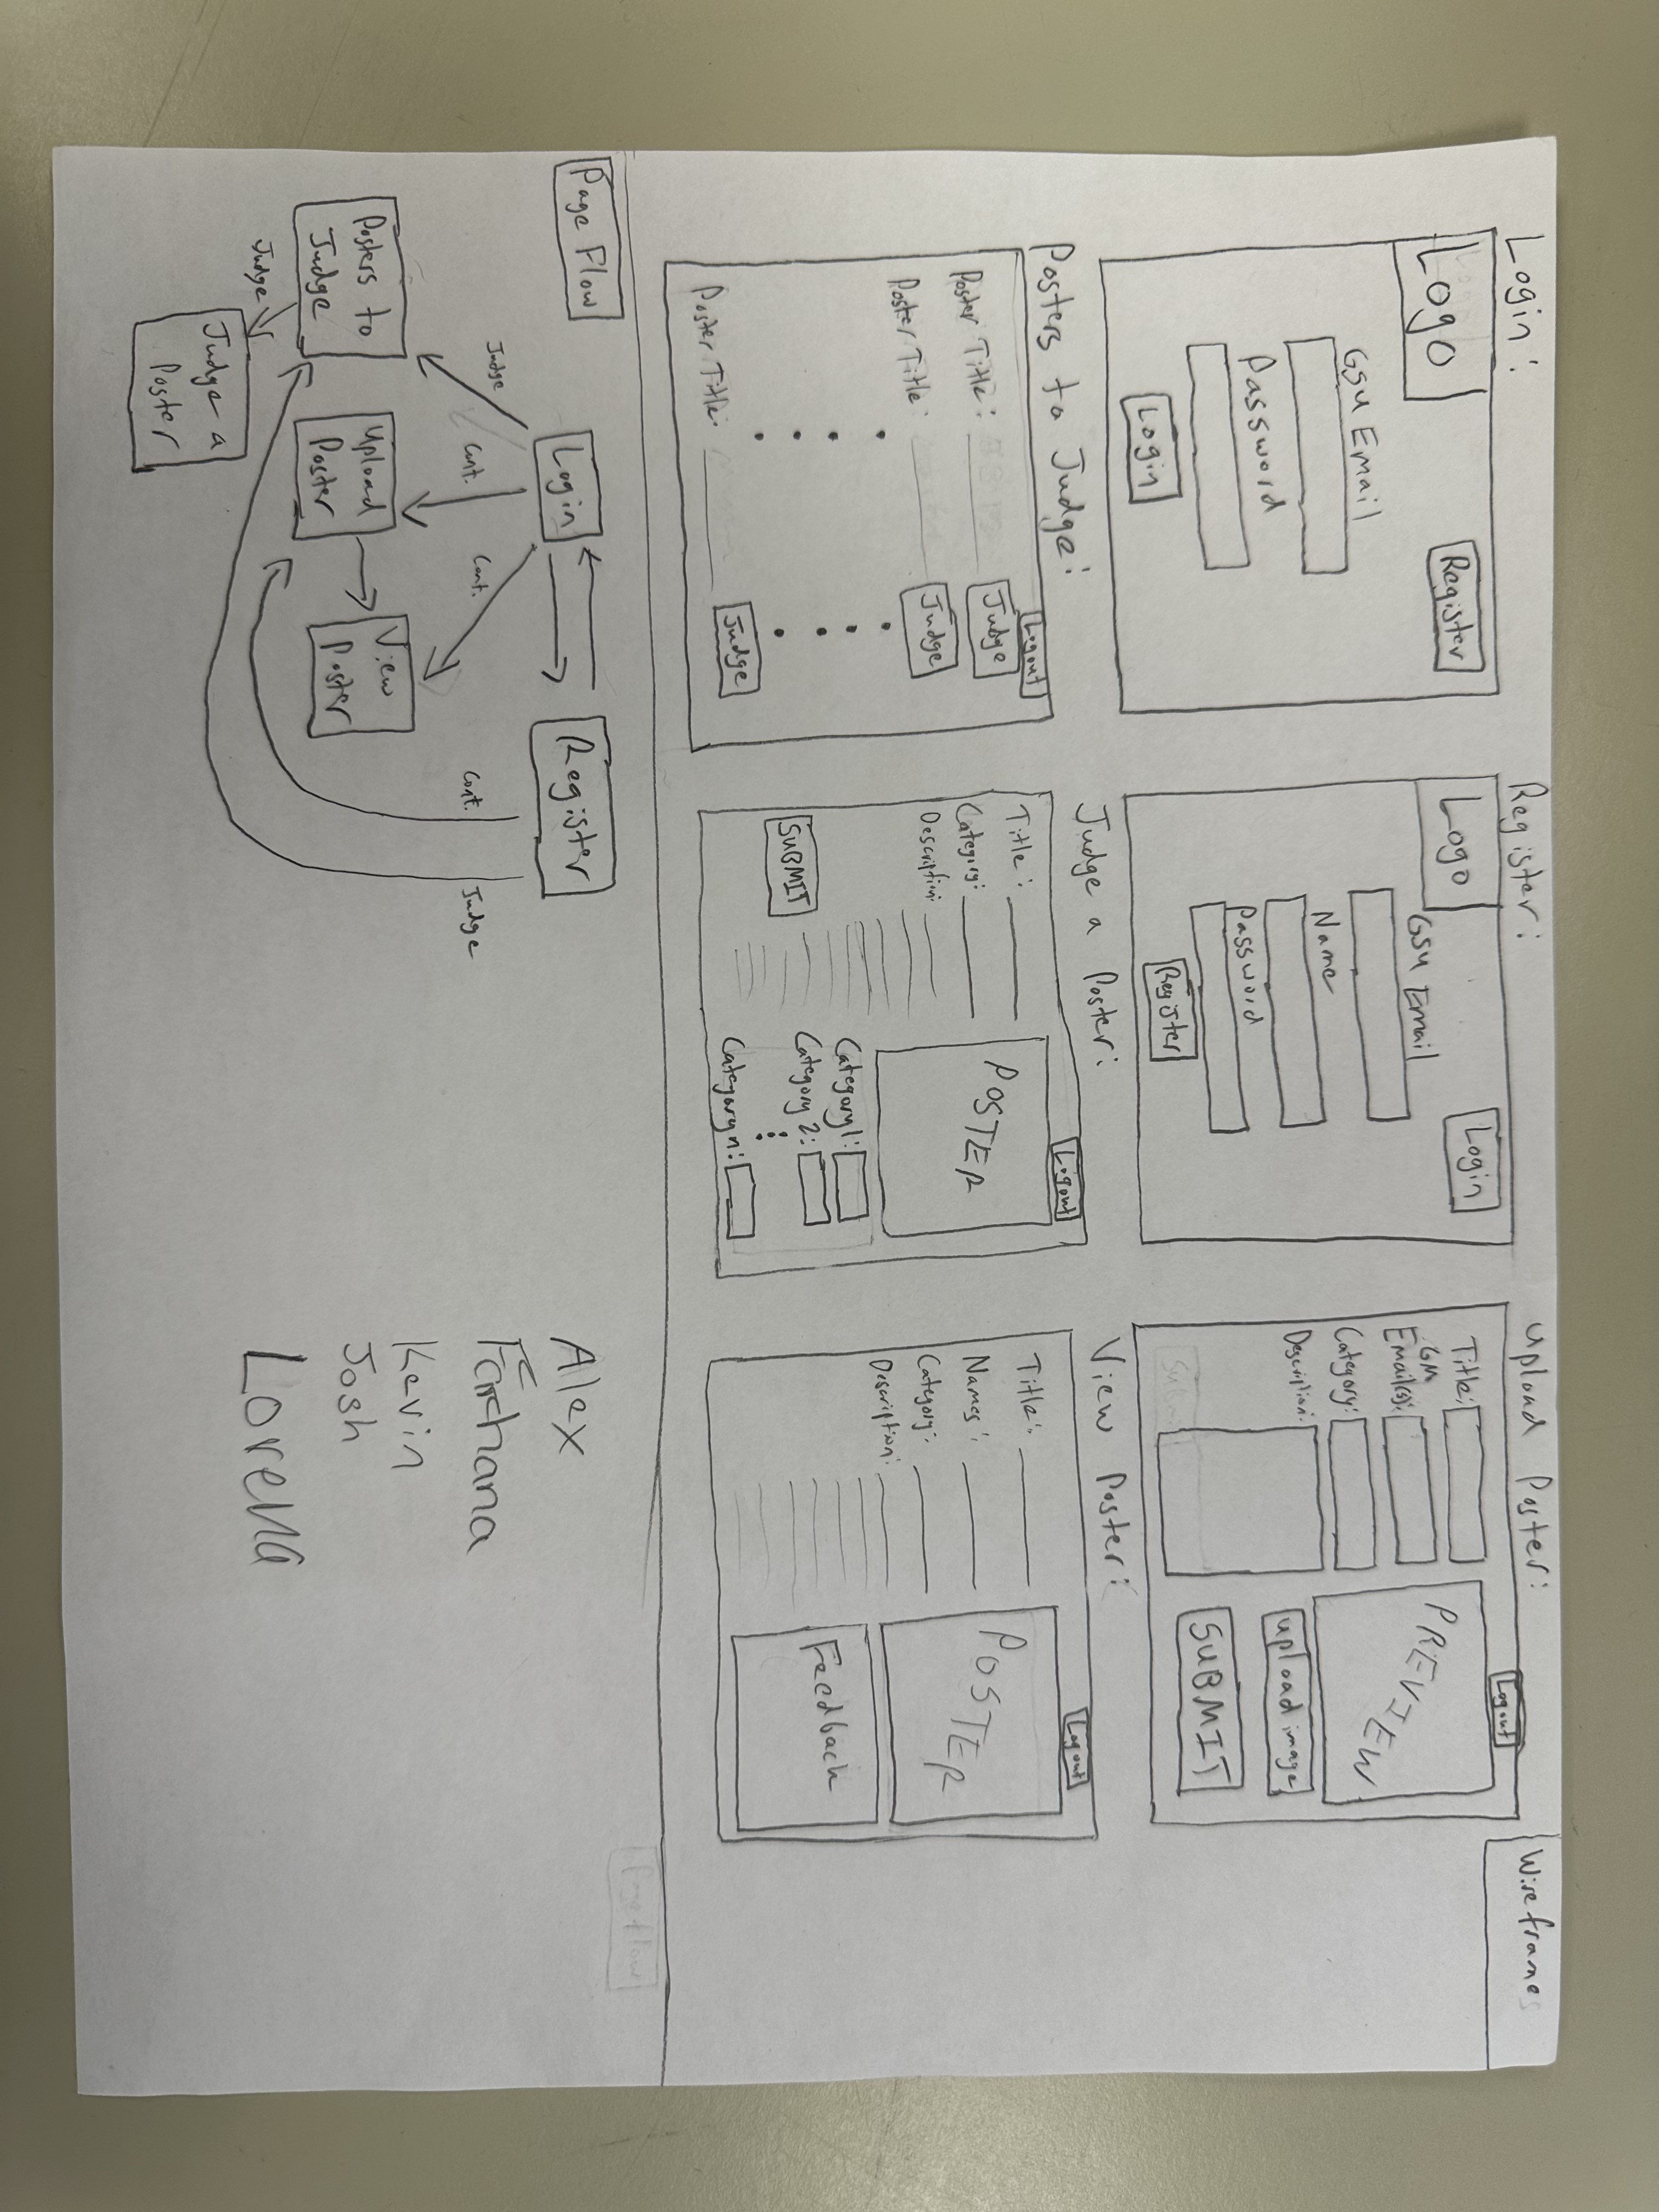 Wireframes
Login:
Logo
Register
GSU Email
Password
Login
Register:
Logo
Login
GSU Email
Name
Password
Register
Upload Poster:
Logout
Title:
GM
Email(s):
Category:
Description:
PREVIEW
upload image
SUBMIT
Submit
Posters to Judge:
Logout
Poster Title:
Judge
Poster Title:
Judge
Poster Title:
Judge
Judge a Poster:
Logout
Title:
Category:
Description:
SUBMIT
POSTER
Category 1:
Category 2:
Category n:
View Poster:
Logout
Title:
Names:
Category:
Description:
POSTER
Feedback
Page Flow
Page flow
Login
Register
Judge
Cont.
Cont.
Cont.
Judge
Posters to
Judge
Upload
Poster
View
Poster
Judge
Judge a
Poster
Alex
Farhana
Kevin
Josh
Lorena